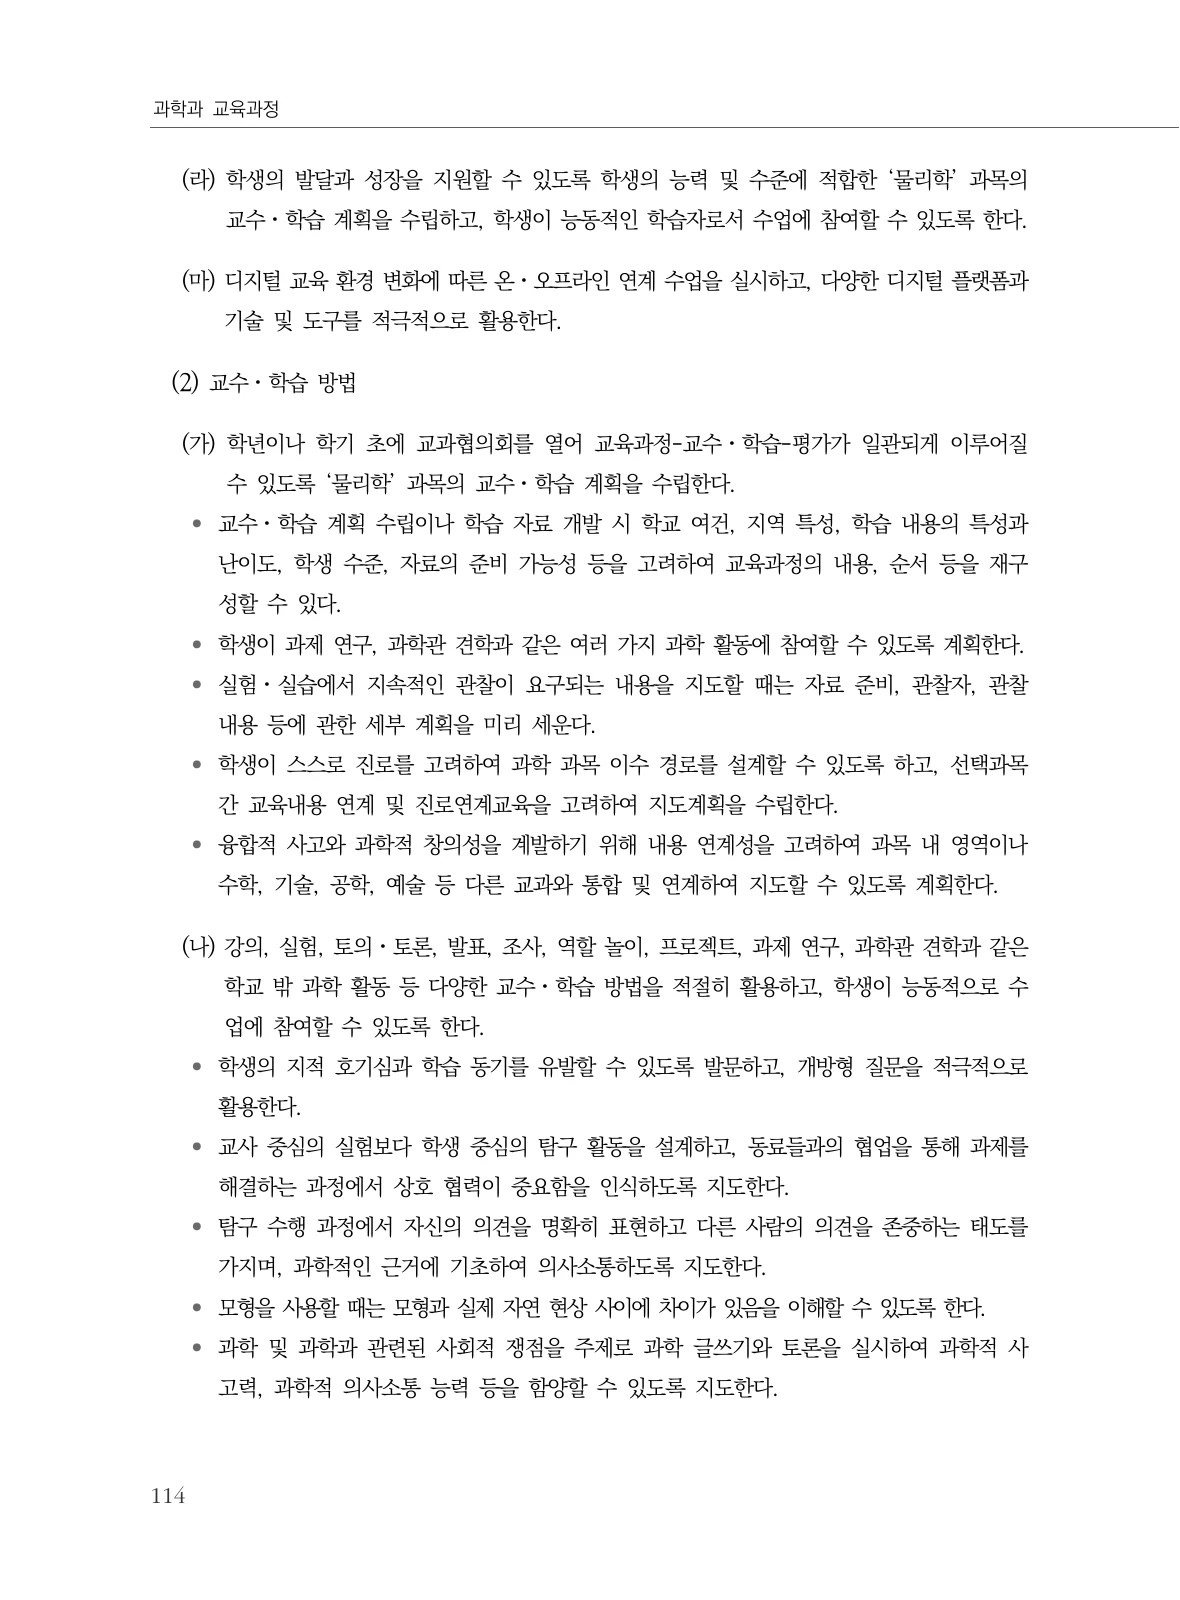 과학과 교육과정
(라) 학생의 발달과 성장을 지원할 수 있도록 학생의 능력 및 수준에 적합한 ‘물리학’ 과목의
교수·학습 계획을 수립하고, 학생이 능동적인 학습자로서 수업에 참여할 수 있도록 한다.
(마) 디지털 교육 환경 변화에 따른 온·오프라인 연계 수업을 실시하고, 다양한 디지털 플랫폼과
기술 및 도구를 적극적으로 활용한다.
(2) 교수·학습 방법
(가) 학년이나 학기 초에 교과협의회를 열어 교육과정-교수·학습-평가가 일관되게 이루어질
수 있도록 ‘물리학’ 과목의 교수·학습 계획을 수립한다.
• 교수·학습 계획 수립이나 학습 자료 개발 시 학교 여건, 지역 특성, 학습 내용의 특성과
난이도, 학생 수준, 자료의 준비 가능성 등을 고려하여 교육과정의 내용, 순서 등을 재구
성할 수 있다.
• 학생이 과제 연구, 과학관 견학과 같은 여러 가지 과학 활동에 참여할 수 있도록 계획한다.
• 실험·실습에서 지속적인 관찰이 요구되는 내용을 지도할 때는 자료 준비, 관찰자, 관찰
내용 등에 관한 세부 계획을 미리 세운다.
• 학생이 스스로 진로를 고려하여 과학 과목 이수 경로를 설계할 수 있도록 하고, 선택과목
간 교육내용 연계 및 진로연계교육을 고려하여 지도계획을 수립한다.
• 융합적 사고와 과학적 창의성을 계발하기 위해 내용 연계성을 고려하여 과목 내 영역이나
수학, 기술, 공학, 예술 등 다른 교과와 통합 및 연계하여 지도할 수 있도록 계획한다.
(나) 강의, 실험, 토의·토론, 발표, 조사, 역할 놀이, 프로젝트, 과제 연구, 과학관 견학과 같은
학교 밖 과학 활동 등 다양한 교수·학습 방법을 적절히 활용하고, 학생이 능동적으로 수
업에 참여할 수 있도록 한다.
• 학생의 지적 호기심과 학습 동기를 유발할 수 있도록 발문하고, 개방형 질문을 적극적으로
활용한다.
• 교사 중심의 실험보다 학생 중심의 탐구 활동을 설계하고, 동료들과의 협업을 통해 과제를
해결하는 과정에서 상호 협력이 중요함을 인식하도록 지도한다.
• 탐구 수행 과정에서 자신의 의견을 명확히 표현하고 다른 사람의 의견을 존중하는 태도를
가지며, 과학적인 근거에 기초하여 의사소통하도록 지도한다.
• 모형을 사용할 때는 모형과 실제 자연 현상 사이에 차이가 있음을 이해할 수 있도록 한다.
• 과학 및 과학과 관련된 사회적 쟁점을 주제로 과학 글쓰기와 토론을 실시하여 과학적 사
고력, 과학적 의사소통 능력 등을 함양할 수 있도록 지도한다.
114